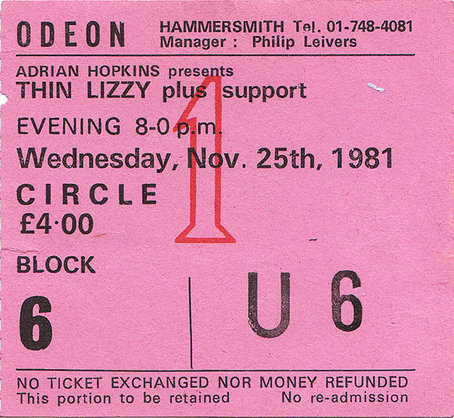 ODEON HAMMERSMITH Tel. 01-748-4081
Manager : Philip Leivers
ADRIAN HOPKINS presents
THIN LIZZY plus support
EVENING 8-0 p.m.
Wednesday, Nov. 25th, 1981
CIRCLE
£4·00
1
BLOCK
6 U 6
NO TICKET EXCHANGED NOR MONEY REFUNDED
This portion to be retained No re-admission